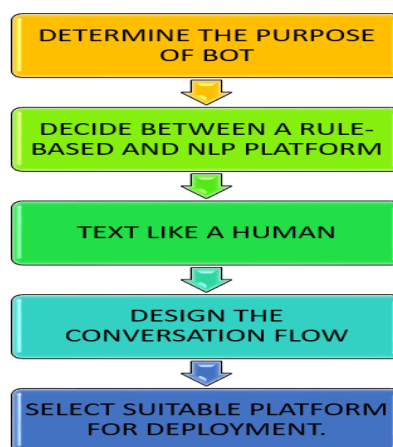 DETERMINE THE PURPOSE
OF BOT
DECIDE BETWEEN A RULE-
BASED AND NLP PLATFORM
TEXT LIKE A HUMAN
DESIGN THE
CONVERSATION FLOW
SELECT SUITABLE PLATFORM
FOR DEPLOYMENT.